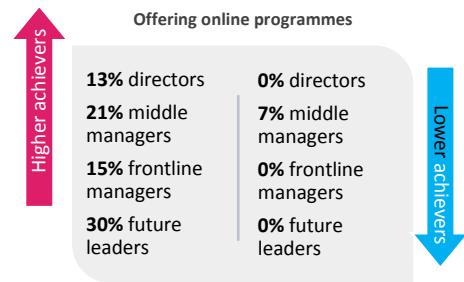 Offering online programmes
Higher achievers
13% directors
21% middle
managers
15% frontline
managers
30% future
leaders
0% directors
7% middle
managers
0% frontline
managers
0% future
leaders
Lower achievers